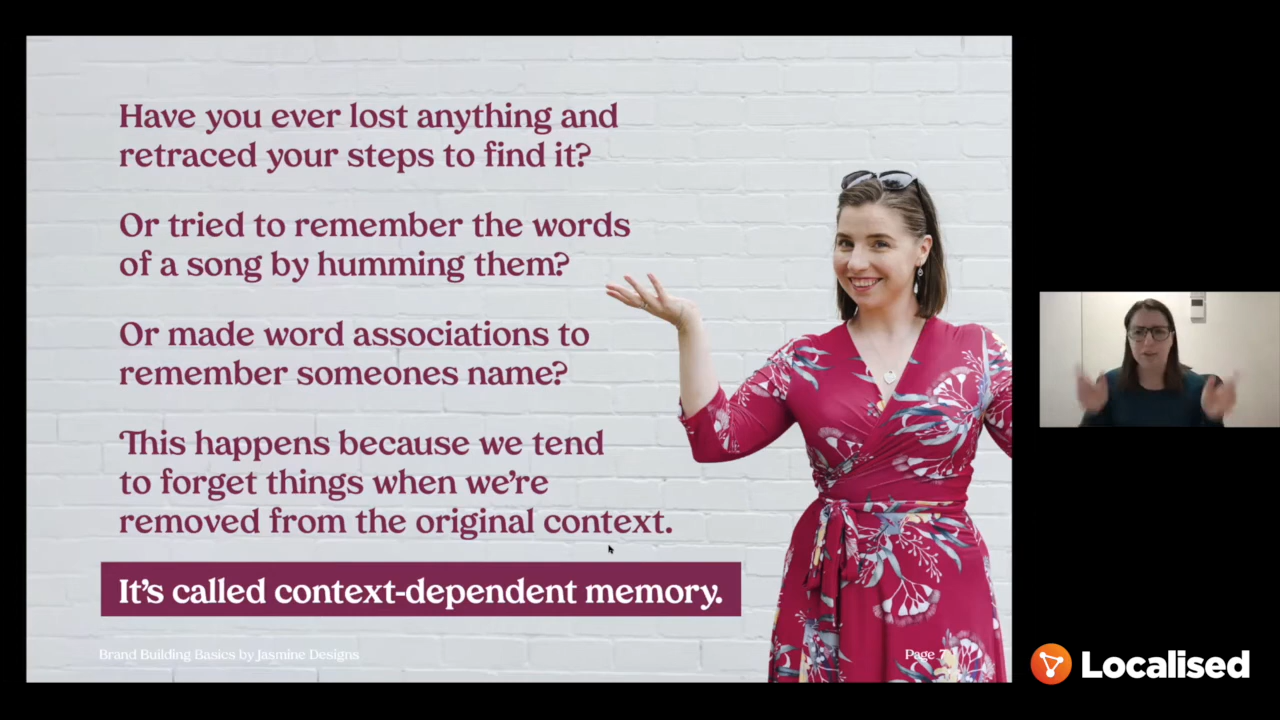 Have you ever lost anything and
retraced your steps to find it?
Or tried to remember the words
of a song by humming them?
Or made word associations to
remember someones name?
This happens because we tend
to forget things when we're
removed from the original context.
It's called context-dependent memory.
Brand Building Basics by Jasmine Designs
Page 7
Localised